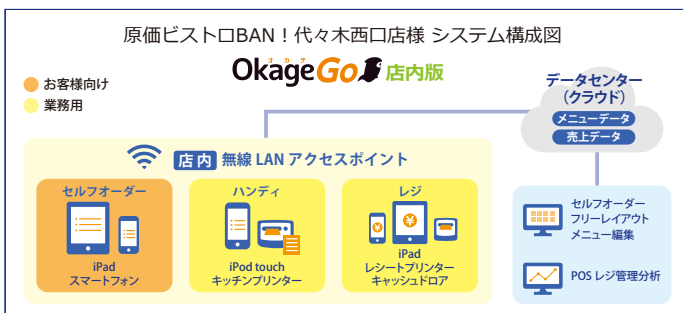 原価ビストロBAN!代々木西口店様 システム構成図
オカゲ
OkageGo 店内版
お客様向け
業務用
データセンター
(クラウド)
メニューデータ
売上データ
店内 無線LANアクセスポイント
セルフオーダー
iPad
スマートフォン
ハンディ
iPod touch
キッチンプリンター
レジ
¥
¥
iPad
レシートプリンター
キャッシュドロア
セルフオーダー
フリーレイアウト
メニュー編集
POSレジ管理分析